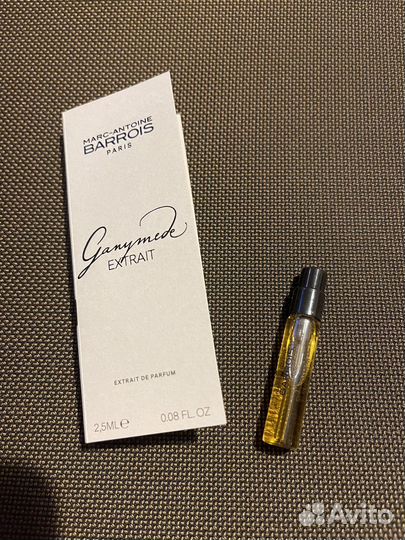 MARC-ANTOINE
BARROIS
PARIS
Ganymede
EXTRAIT
EXTRAIT DE PARFUM
2,5ML℮ 0.08 FL. OZ
Avito